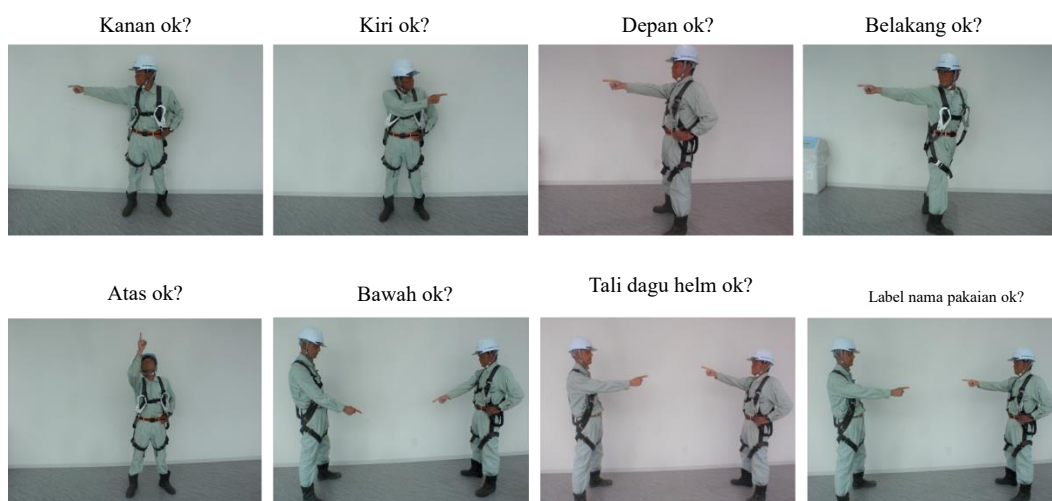 Kanan ok?
Kiri ok?
Depan ok?
Belakang ok?
Atas ok?
Bawah ok?
Tali dagu helm ok?
Label nama pakaian ok?